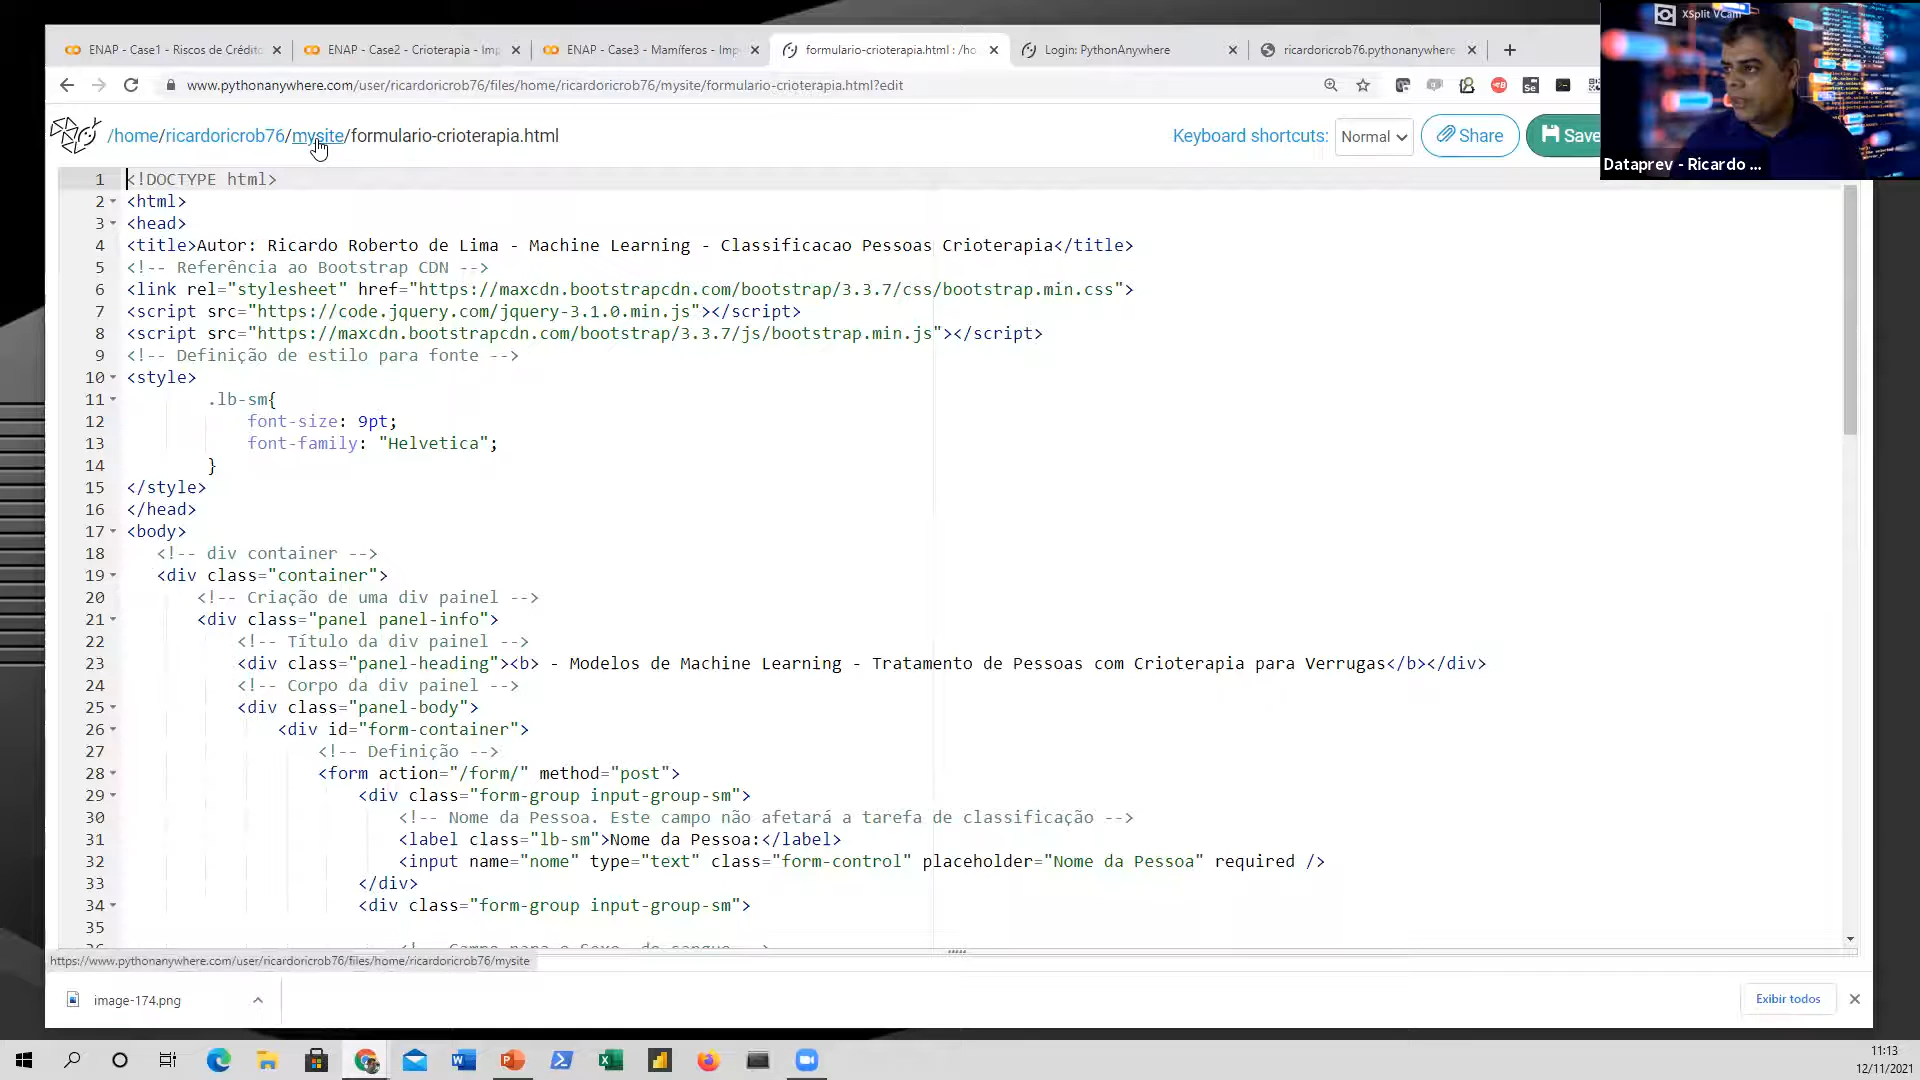 ENAP - Case1 - Riscos de Crédito
ENAP - Case2 - Crioterapia - Imp
ENAP - Case3 - Mamíferos - Imp
formulario-crioterapia.html : /ho
Login: PythonAnywhere
ricardoricrob76.pythonanywhere
XSplit VCam
www.pythonanywhere.com/user/ricardoricrob76/files/home/ricardoricrob76/mysite/formulario-crioterapia.html?edit
/home/ricardoricrob76/mysite/formulario-crioterapia.html
Keyboard shortcuts:
Normal
Share
Save
Dataprev - Ricardo ...
1 <!DOCTYPE html>
2 <html>
3 <head>
4 <title>Autor: Ricardo Roberto de Lima - Machine Learning - Classificacao Pessoas Crioterapia</title>
5 <!-- Referência ao Bootstrap CDN -->
6 <link rel="stylesheet" href="https://maxcdn.bootstrapcdn.com/bootstrap/3.3.7/css/bootstrap.min.css">
7 <script src="https://code.jquery.com/jquery-3.1.0.min.js"></script>
8 <script src="https://maxcdn.bootstrapcdn.com/bootstrap/3.3.7/js/bootstrap.min.js"></script>
9 <!-- Definição de estilo para fonte -->
10 <style>
11 .lb-sm{
12 font-size: 9pt;
13 font-family: "Helvetica";
14 }
15 </style>
16 </head>
17 <body>
18 <!-- div container -->
19 <div class="container">
20 <!-- Criação de uma div painel -->
21 <div class="panel panel-info">
22 <!-- Título da div painel -->
23 <div class="panel-heading"><b> - Modelos de Machine Learning - Tratamento de Pessoas com Crioterapia para Verrugas</b></div>
24 <!-- Corpo da div painel -->
25 <div class="panel-body">
26 <div id="form-container">
27 <!-- Definição -->
28 <form action="/form/" method="post">
29 <div class="form-group input-group-sm">
30 <!-- Nome da Pessoa. Este campo não afetará a tarefa de classificação -->
31 <label class="lb-sm">Nome da Pessoa:</label>
32 <input name="nome" type="text" class="form-control" placeholder="Nome da Pessoa" required />
33 </div>
34 <div class="form-group input-group-sm">
35
36 <!-- Campo para o Sexo do sangue -->
https://www.pythonanywhere.com/user/ricardoricrob76/files/home/ricardoricrob76/mysite
image-174.png
Exibir todos
11:13
12/11/2021